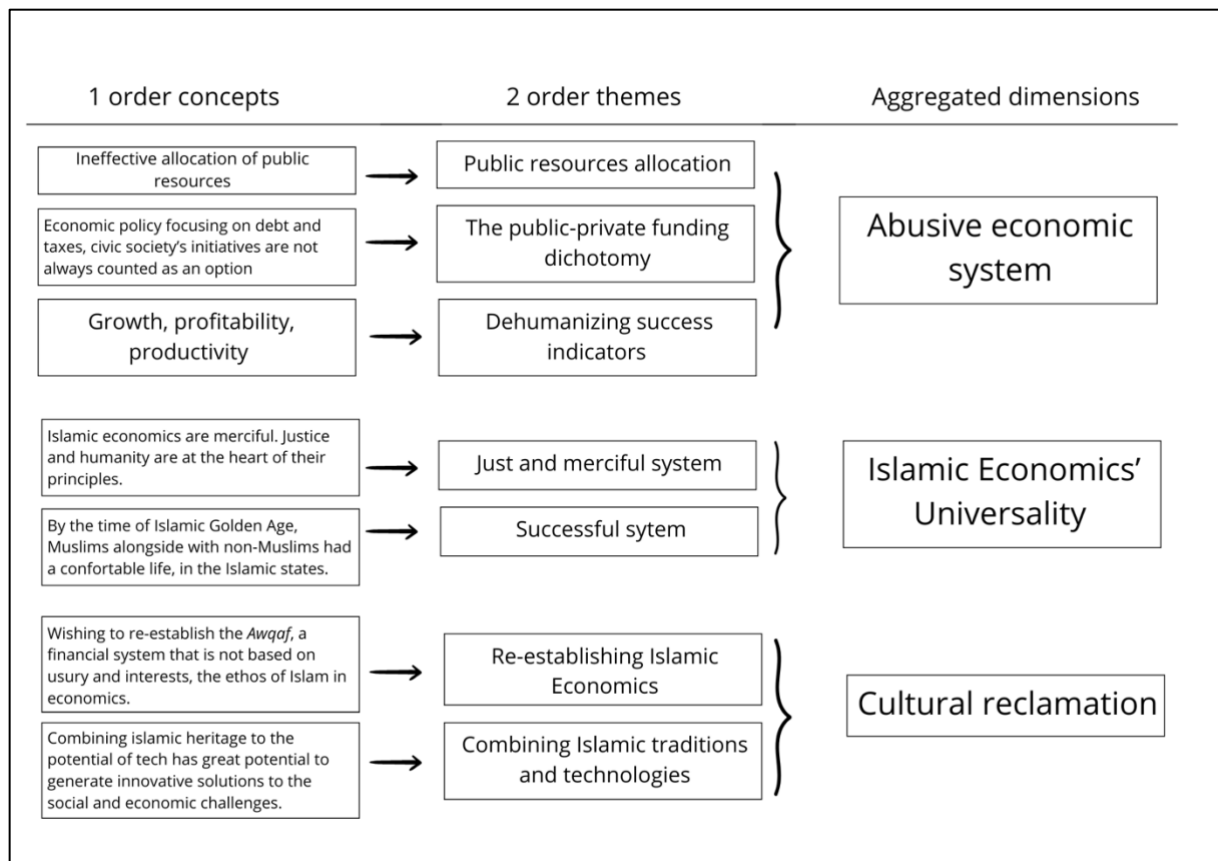 1 order concepts
2 order themes
Aggregated dimensions
Ineffective allocation of public
resources
Public resources allocation
Economic policy focusing on debt and
taxes, civic society's initiatives are not
always counted as an option
The public-private funding
dichotomy
Growth, profitability,
productivity
Dehumanizing success
indicators
Abusive economic
system
Islamic economics are merciful. Justice
and humanity are at the heart of their
principles.
Just and merciful system
By the time of Islamic Golden Age,
Muslims alongside with non-Muslims had
a confortable life, in the Islamic states.
Successful sytem
Islamic Economics'
Universality
Wishing to re-establish the Awqaf, a
financial system that is not based on
usury and interests, the ethos of Islam in
economics.
Re-establishing Islamic
Economics
Combining islamic heritage to the
potential of tech has great potential to
generate innovative solutions to the
social and economic challenges.
Combining Islamic traditions
and technologies
Cultural reclamation